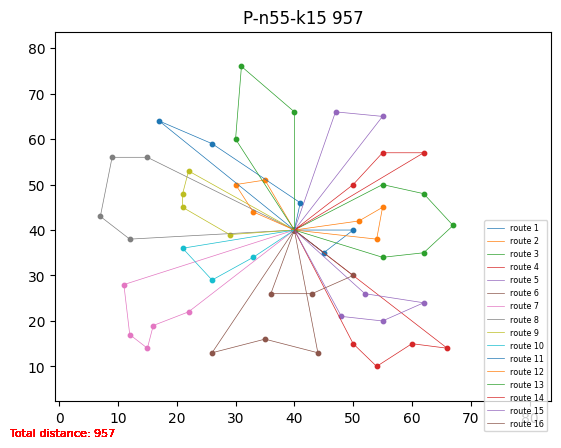 P-n55-k15 957
80
70
60
50
40
30
20
10
0 10 20 30 40 50 60 70 80
route 1
route 2
route 3
route 4
route 5
route 6
route 7
route 8
route 9
route 10
route 11
route 12
route 13
route 14
route 15
route 16
Total distance: 957